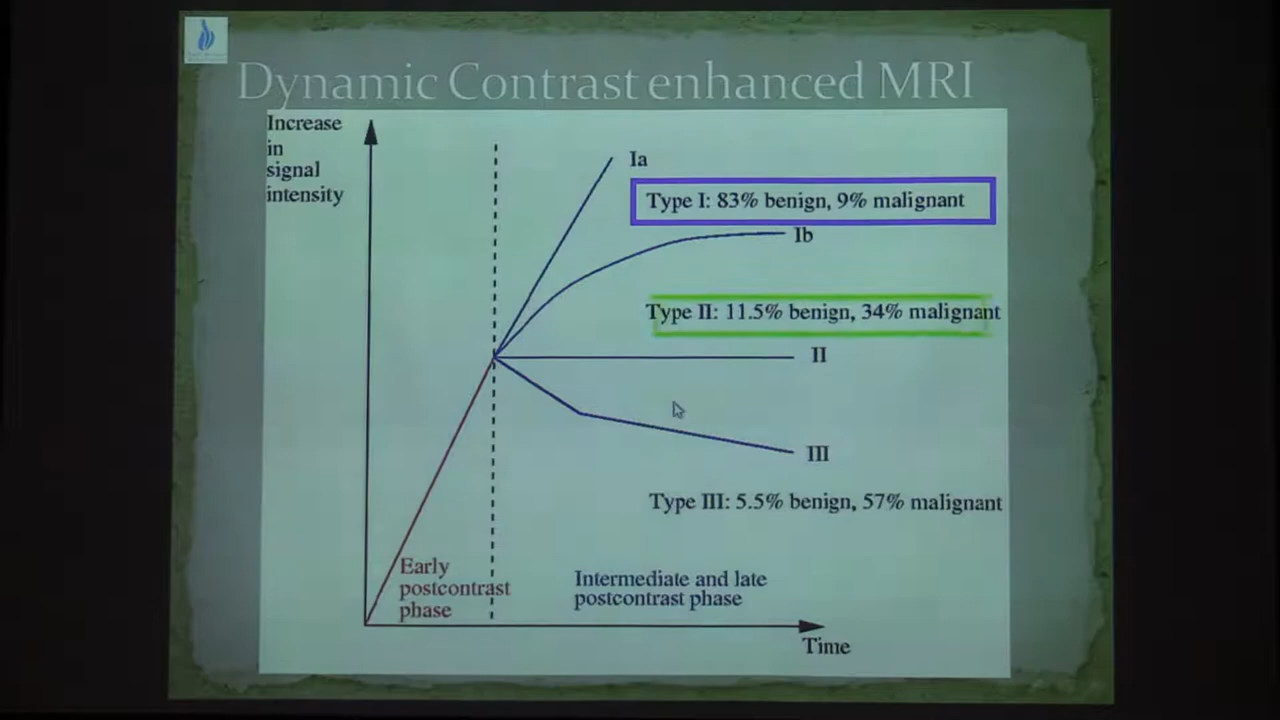 Dynamic Contrast enhanced MRI
Increase
in
signal
intensity
Ia
Type I: 83% benign, 9% malignant
Ib
Type II: 11.5% benign, 34% malignant
II
III
Type III: 5.5% benign, 57% malignant
Early
postcontrast
phase
Intermediate and late
postcontrast phase
Time